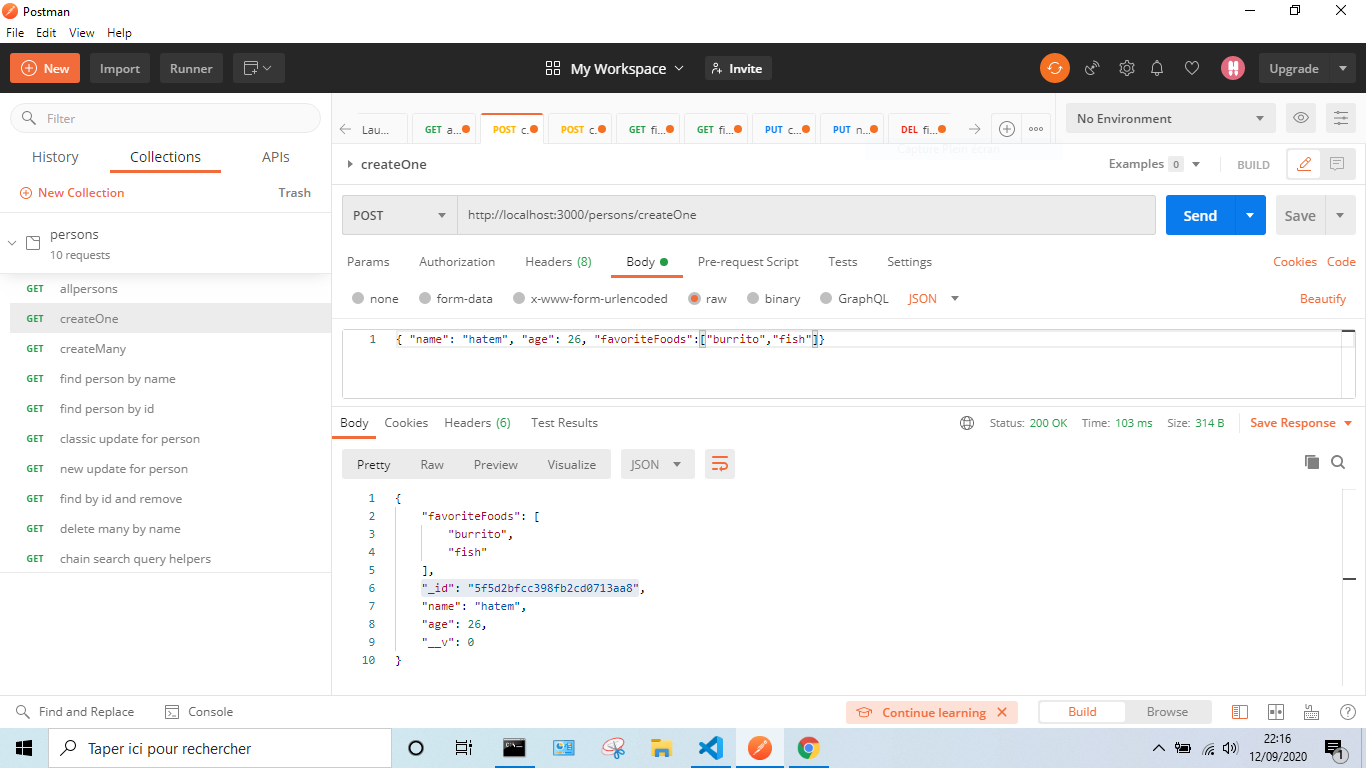 Postman
File Edit View Help
New Import Runner My Workspace Invite Upgrade
Filter
History Collections APIs
New Collection Trash
persons
10 requests
GET allpersons
GET createOne
GET createMany
GET find person by name
GET find person by id
GET classic update for person
GET new update for person
GET find by id and remove
GET delete many by name
GET chain search query helpers
Lau... GET a... POST c. POST c. GET fi... GET fi... PUT c... PUT n... DEL fi... No Environment
createOne Examples 0 BUILD
POST http://localhost:3000/persons/createOne Send Save
Params Authorization Headers (8) Body Pre-request Script Tests Settings Cookies Code
none form-data x-www-form-urlencoded raw binary GraphQL JSON Beautify
1 { "name": "hatem", "age": 26, "favoriteFoods":["burrito","fish"]}
Body Cookies Headers (6) Test Results Status: 200 OK Time: 103 ms Size: 314 B Save Response
Pretty Raw Preview Visualize JSON
1 {
2 "favoriteFoods": [
3 "burrito",
4 "fish"
5 ],
6 "_id": "5f5d2bfcc398fb2cd0713aa8",
7 "name": "hatem",
8 "age": 26,
9 "__v": 0
10 }
Find and Replace Console Continue learning Build Browse
Taper ici pour rechercher
22:16
12/09/2020
1